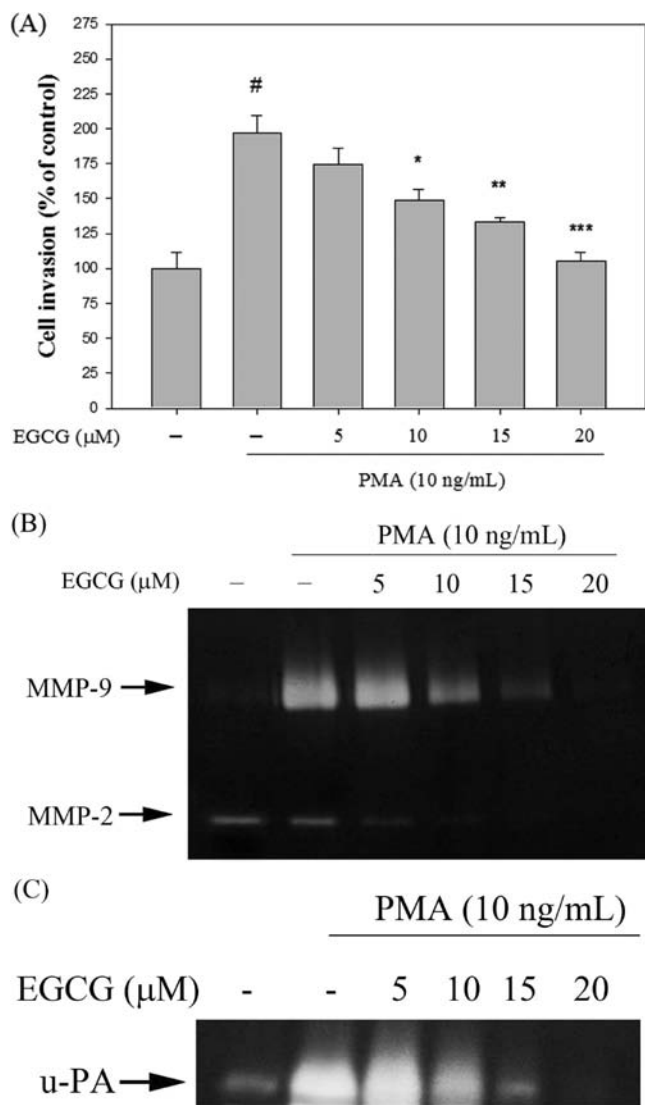 (A)
Cell invasion (% of control)
275
250
225
200
175
150
125
100
75
50
25
0
#
*
**
***
EGCG (μM) – – 5 10 15 20
PMA (10 ng/mL)
(B)
PMA (10 ng/mL)
EGCG (μM) – – 5 10 15 20
MMP-9
MMP-2
(C)
PMA (10 ng/mL)
EGCG (μM) - - 5 10 15 20
u-PA